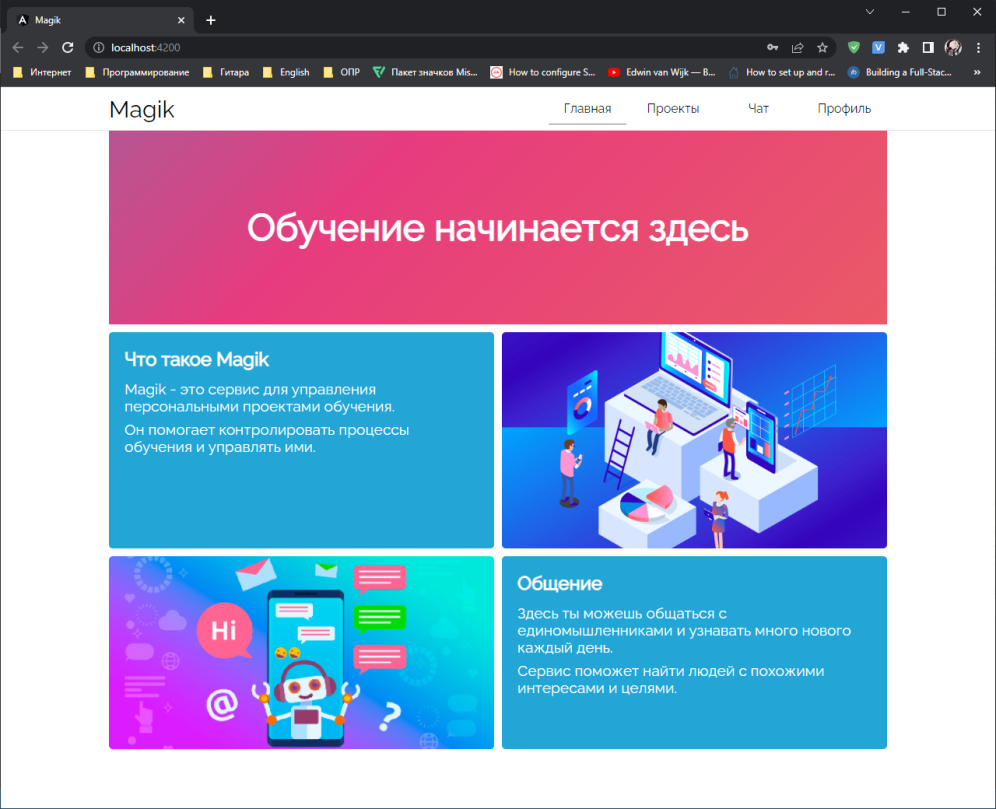 Magik
localhost:4200
Интернет Программирование Гитара English ОПР Пакет значков Mis... How to configure S... Edwin van Wijk — B... How to set up and r... Building a Full-Stac... »
Magik Главная Проекты Чат Профиль
Обучение начинается здесь
Что такое Magik
Magik - это сервис для управления
персональными проектами обучения.
Он помогает контролировать процессы
обучения и управлять ими.
Hi
@
?
Общение
Здесь ты можешь общаться с
единомышленниками и узнавать много нового
каждый день.
Сервис поможет найти людей с похожими
интересами и целями.